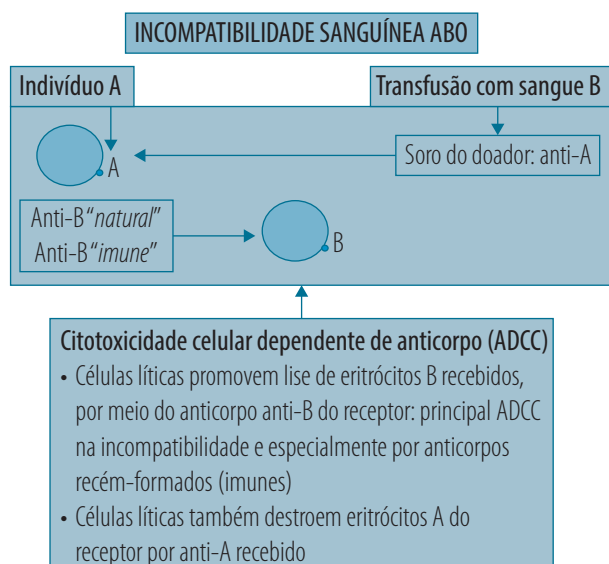 INCOMPATIBILIDADE SANGUÍNEA ABO
Indivíduo A
Transfusão com sangue B
A
Soro do doador: anti-A
Anti-B “natural”
Anti-B “imune”
B
Citotoxicidade celular dependente de anticorpo (ADCC)
• Células líticas promovem lise de eritrócitos B recebidos,
por meio do anticorpo anti-B do receptor: principal ADCC
na incompatibilidade e especialmente por anticorpos
recém-formados (imunes)
• Células líticas também destroem eritrócitos A do
receptor por anti-A recebido